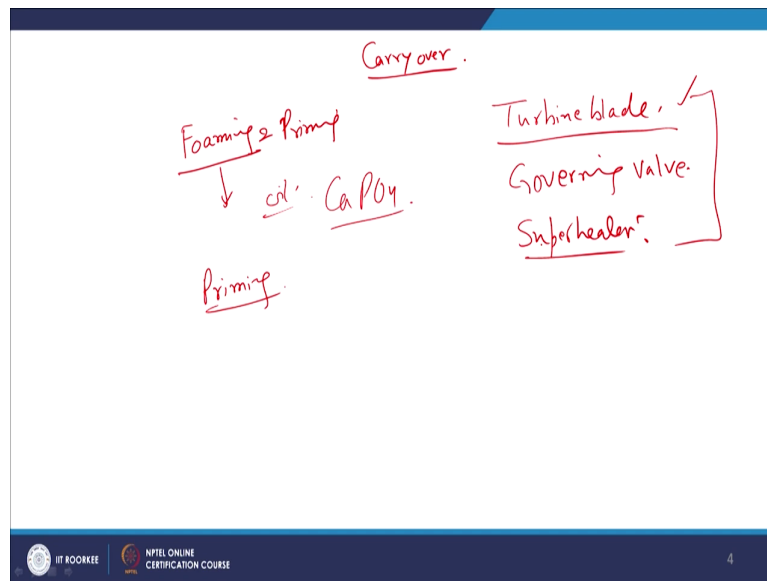 Carry over.
Foaming & Priming
oil. CaPO4.
Priming.
Turbine blade.
Governing valve.
Superheater.
IIT ROORKEE
NPTEL ONLINE
CERTIFICATION COURSE
4